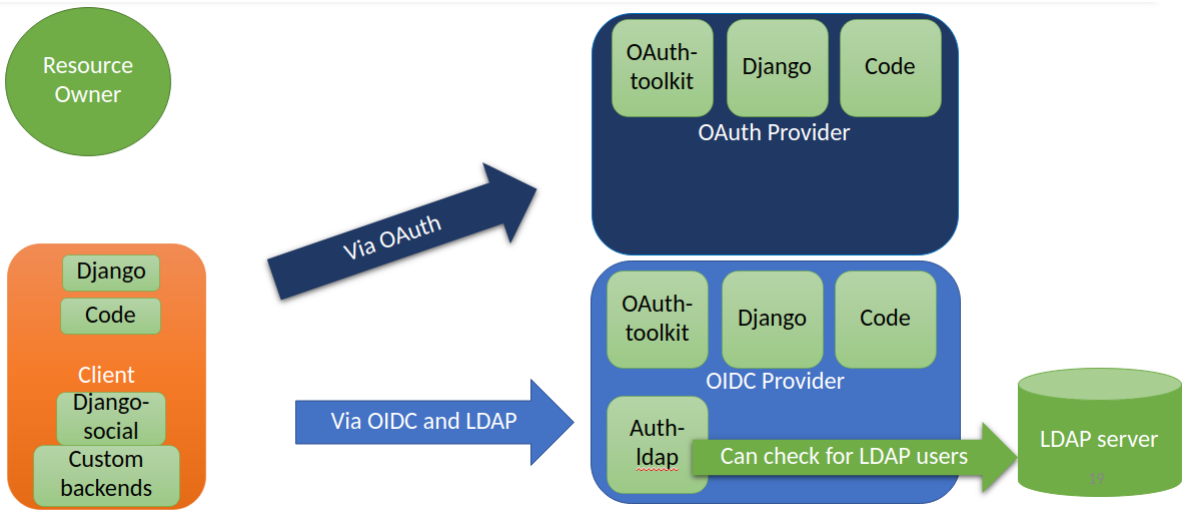 Resource
Owner
OAuth-
toolkit
Django
Code
OAuth Provider
Via OAuth
Django
Code
Client
Django-
social
Custom
backends
Via OIDC and LDAP
OAuth-
toolkit
Django
Code
OIDC Provider
Auth-
ldap
Can check for LDAP users
LDAP server
19